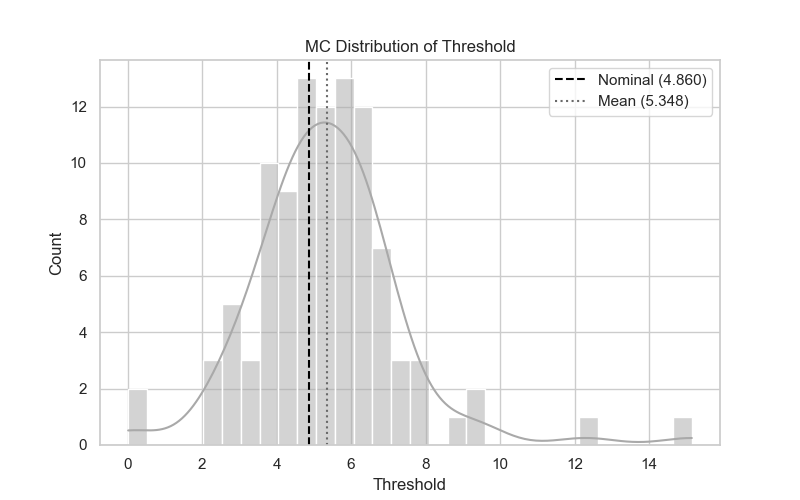 MC Distribution of Threshold
Nominal (4.860)
Mean (5.348)
Count
12
10
8
6
4
2
0
0 2 4 6 8 10 12 14
Threshold